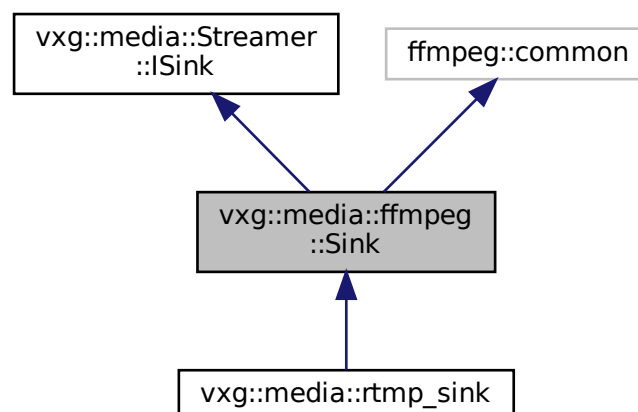 vxg::media::Streamer
::ISink
ffmpeg::common
vxg::media::ffmpeg
::Sink
vxg::media::rtmp_sink